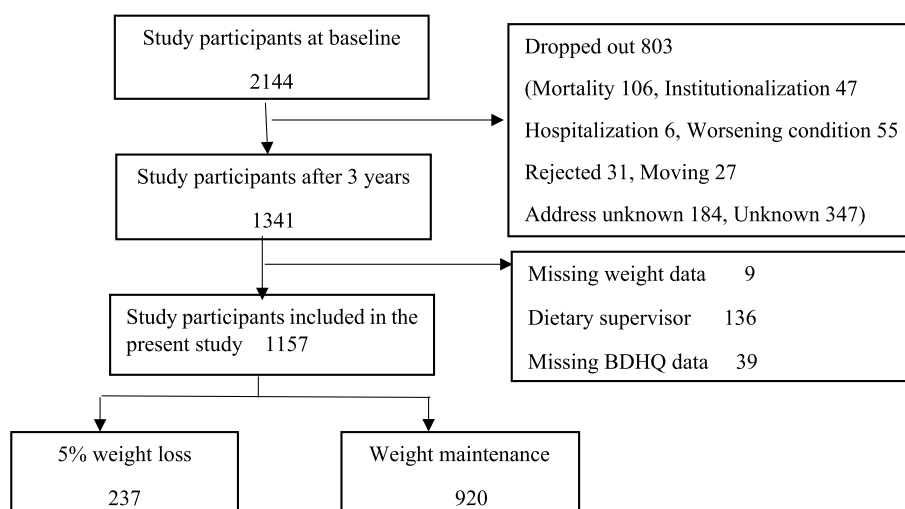 Study participants at baseline
2144
Dropped out 803
(Mortality 106, Institutionalization 47
Hospitalization 6, Worsening condition 55
Rejected 31, Moving 27
Address unknown 184, Unknown 347)
Study participants after 3 years
1341
Missing weight data 9
Dietary supervisor 136
Missing BDHQ data 39
Study participants included in the
present study 1157
5% weight loss
237
Weight maintenance
920